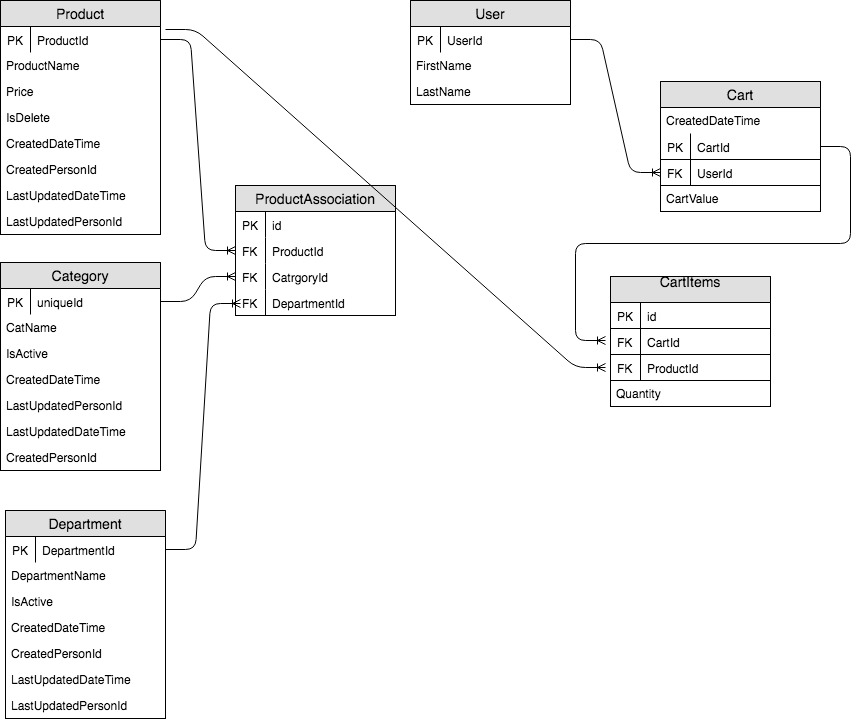 Product
PK ProductId
ProductName
Price
IsDelete
CreatedDateTime
CreatedPersonId
LastUpdatedDateTime
LastUpdatedPersonId
Category
PK uniqueId
CatName
IsActive
CreatedDateTime
LastUpdatedPersonId
LastUpdatedDateTime
CreatedPersonId
Department
PK DepartmentId
DepartmentName
IsActive
CreatedDateTime
CreatedPersonId
LastUpdatedDateTime
LastUpdatedPersonId
ProductAssociation
PK id
FK ProductId
FK CatrgoryId
FK DepartmentId
User
PK UserId
FirstName
LastName
Cart
CreatedDateTime
PK CartId
FK UserId
CartValue
CartItems
PK id
FK CartId
FK ProductId
Quantity